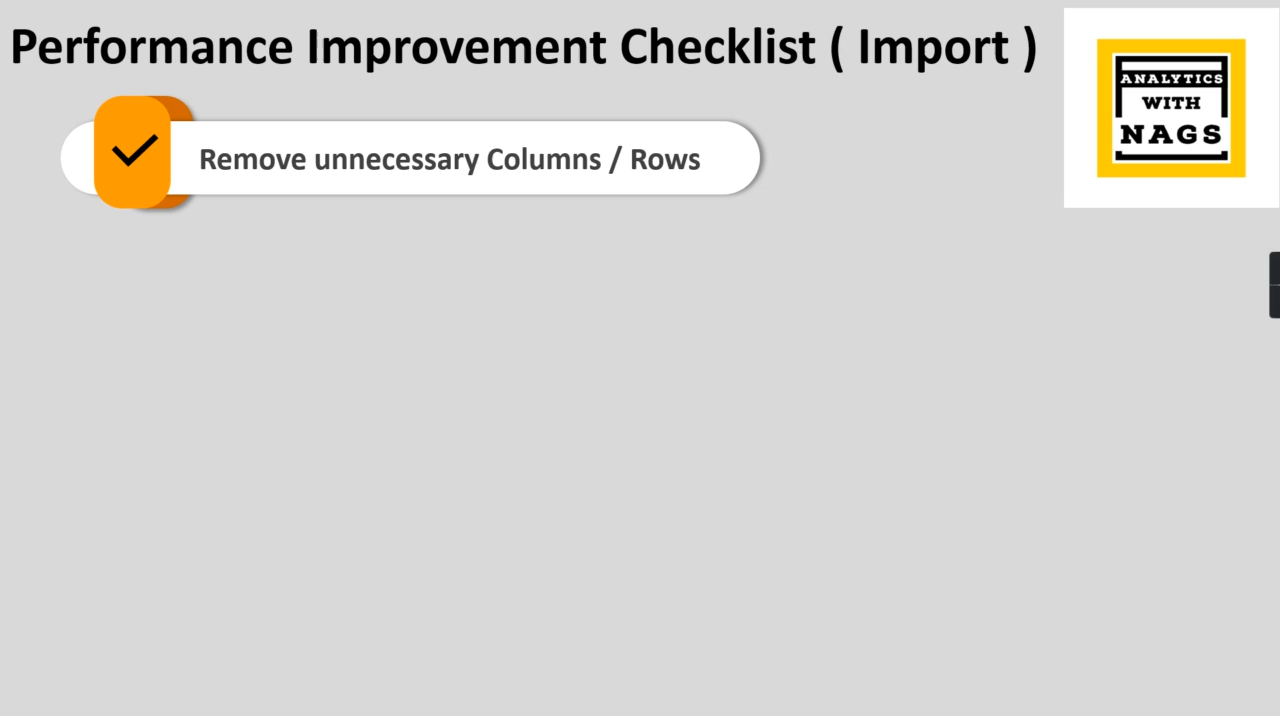 Performance Improvement Checklist ( Import )
Remove unnecessary Columns / Rows
ANALYTICS
WITH
NAGS